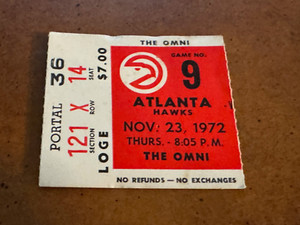 PORTAL 36
121 X 14
SECTION ROW SEAT
LOGE $7.00
THE OMNI
GAME NO:
9
ATLANTA
HAWKS
NOV. 23, 1972
THURS. - 8:05 P.M.
THE OMNI
NO REFUNDS — NO EXCHANGES